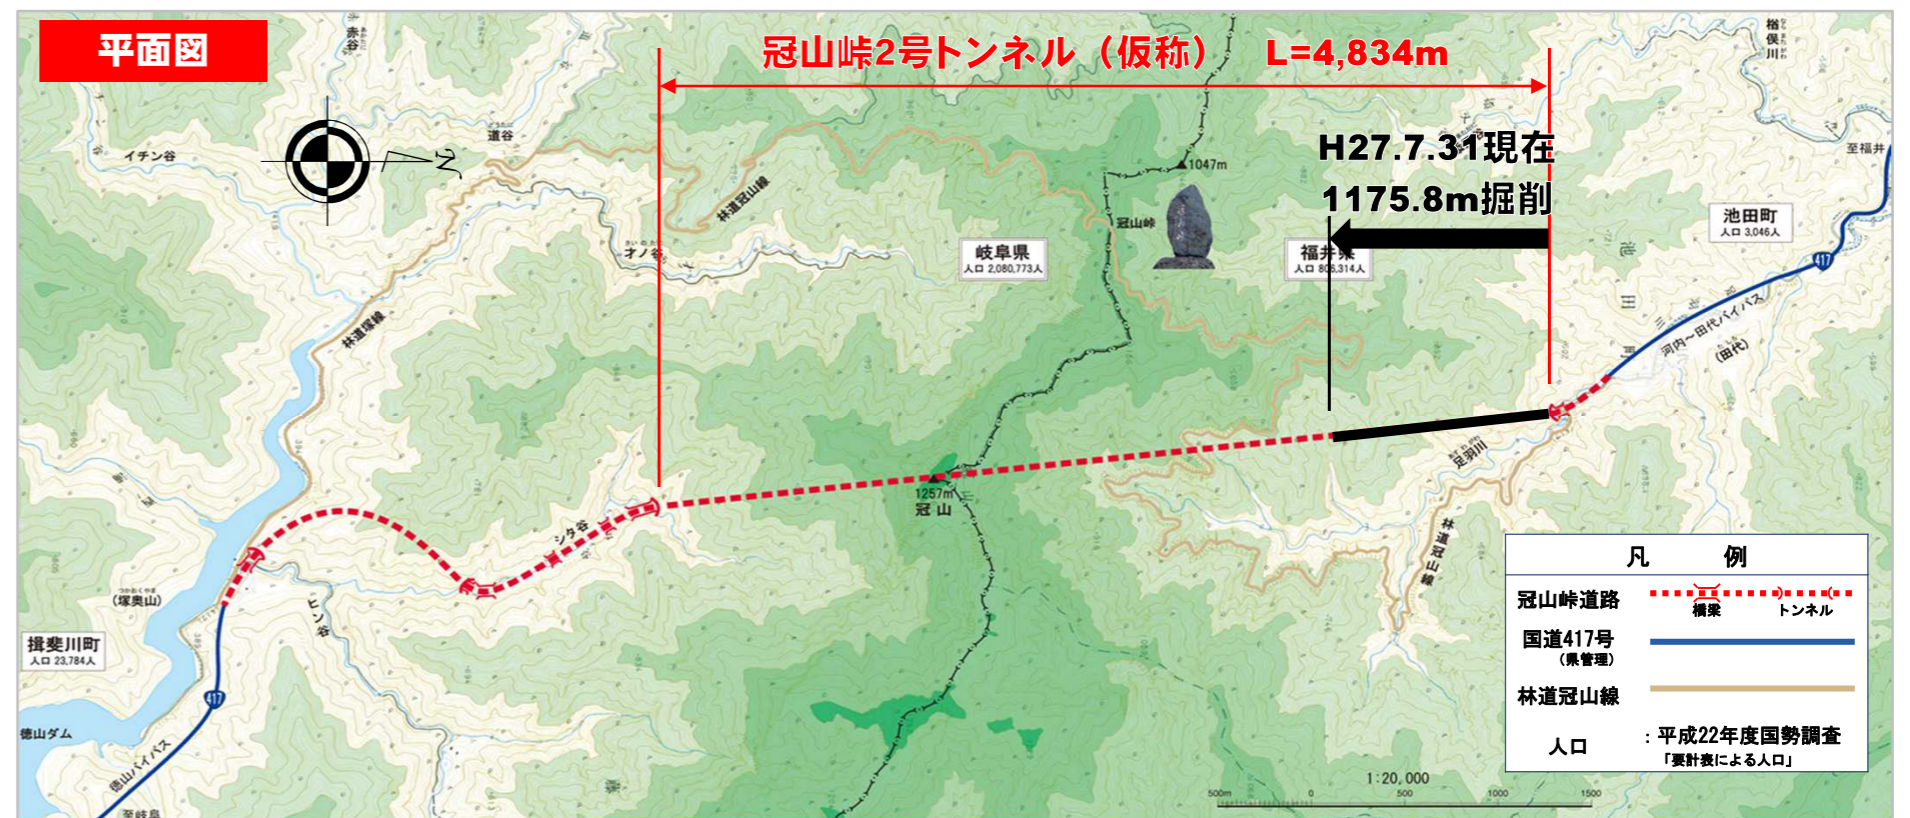 平面図
冠山峠2号トンネル（仮称） L=4,834m
H27.7.31現在
1175.8m掘削
赤谷
イチン谷
道谷
林道冠山線
1047m
冠山峠
至福井
池田町
人口 3,046人
岐阜県
人口 2,080,773人
福井県
人口 806,314人
417
河内～田代バイパス
(田代)
才ノ谷
林道塚線
足羽川
シタ谷
1257m
冠山
林道冠山線
ヒン谷
つかおくやま
(塚奥山)
揖斐川町
人口 23,784人
417
徳山ダム
徳山バイパス
至岐阜
凡 例
冠山峠道路
橋梁
トンネル
国道417号
(県管理)
林道冠山線
人口 : 平成22年度国勢調査
「要計表による人口」
1:20,000
500m 0 500 1000 1500